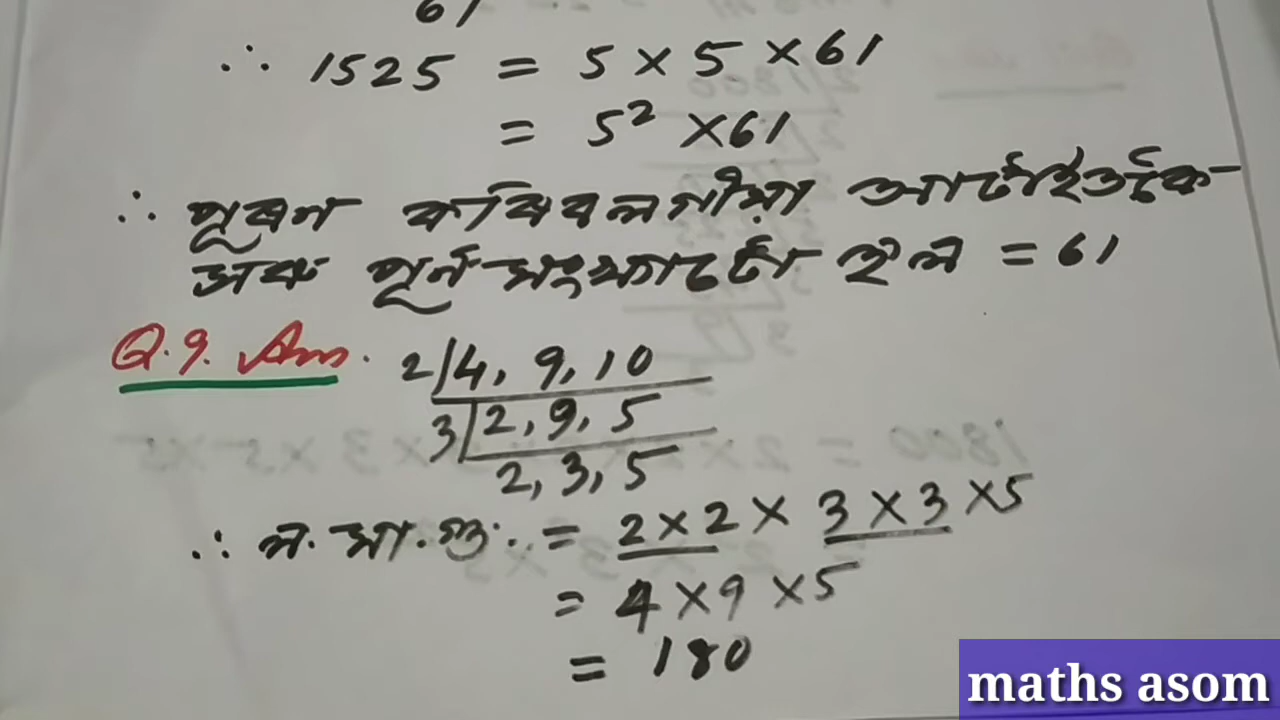 61
∴ 1525 = 5 × 5 × 61
= 5² × 61
∴ পূৰণ কৰিবলগীয়া আটাইতকৈ
সৰু পূৰ্ণ সংখ্যাটো হ'ল = 61
Q.9. Ans.
2/4, 9, 10
3/2, 9, 5
2, 3, 5
∴ ল.সা.গু. = 2×2 × 3×3 ×5
= 4 × 9 × 5
= 180
maths asom